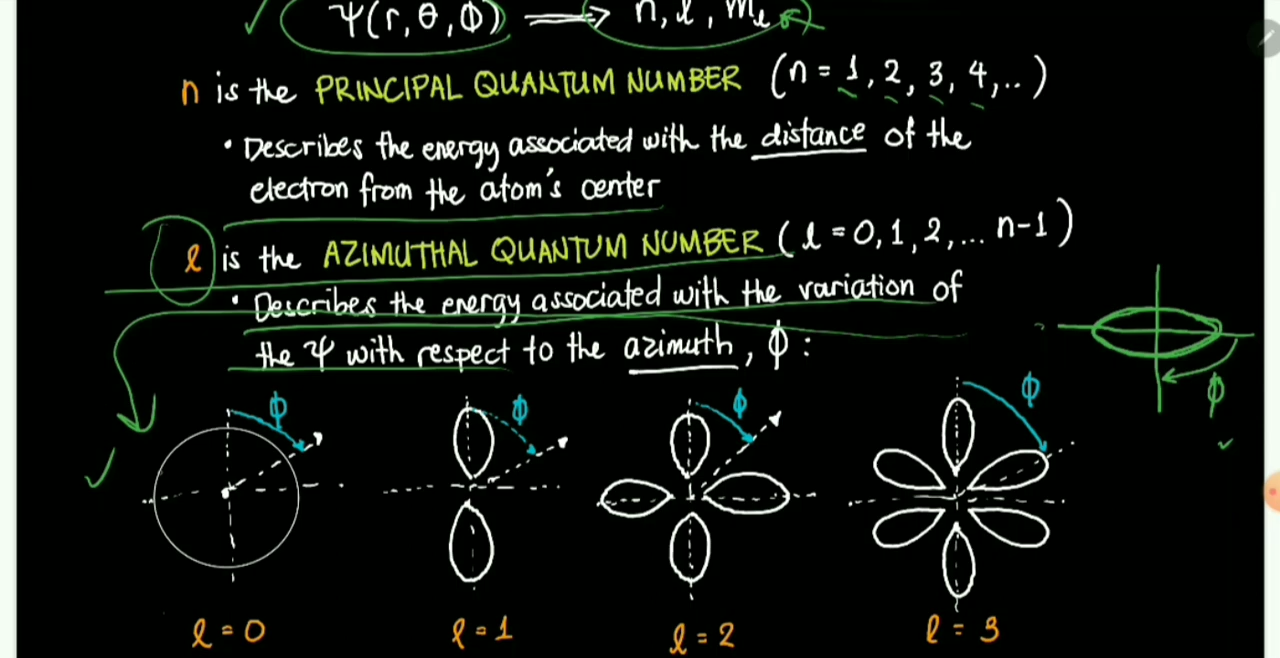 Ψ(r, θ, Φ) ⟹ n, l, m_l
n is the PRINCIPAL QUANTUM NUMBER (n = 1, 2, 3, 4, ..)
• Describes the energy associated with the distance of the
electron from the atom's center
l is the AZIMUTHAL QUANTUM NUMBER ( l = 0, 1, 2, ... n-1 )
• Describes the energy associated with the variation of
the Ψ with respect to the azimuth, Φ :
Φ
Φ
Φ
Φ
Φ
l = 0
l = 1
l = 2
l = 3